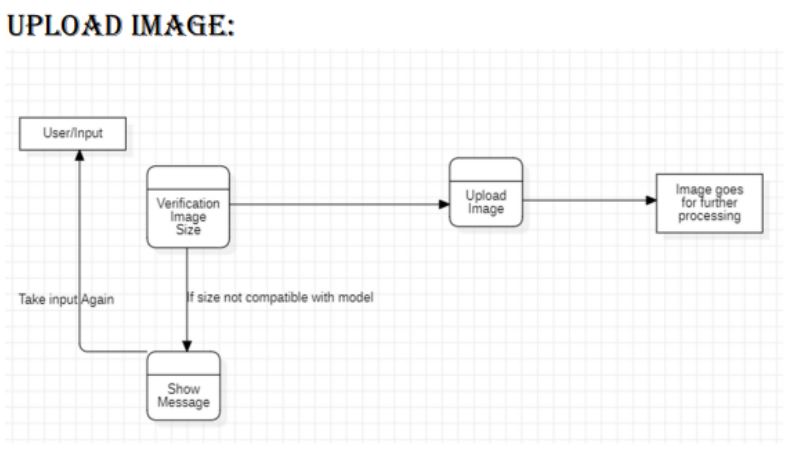 UPLOAD IMAGE:
User/Input
Verification
Image
Size
Upload
Image
Image goes
for further
processing
Take input Again
If size not compatible with model
Show
Message